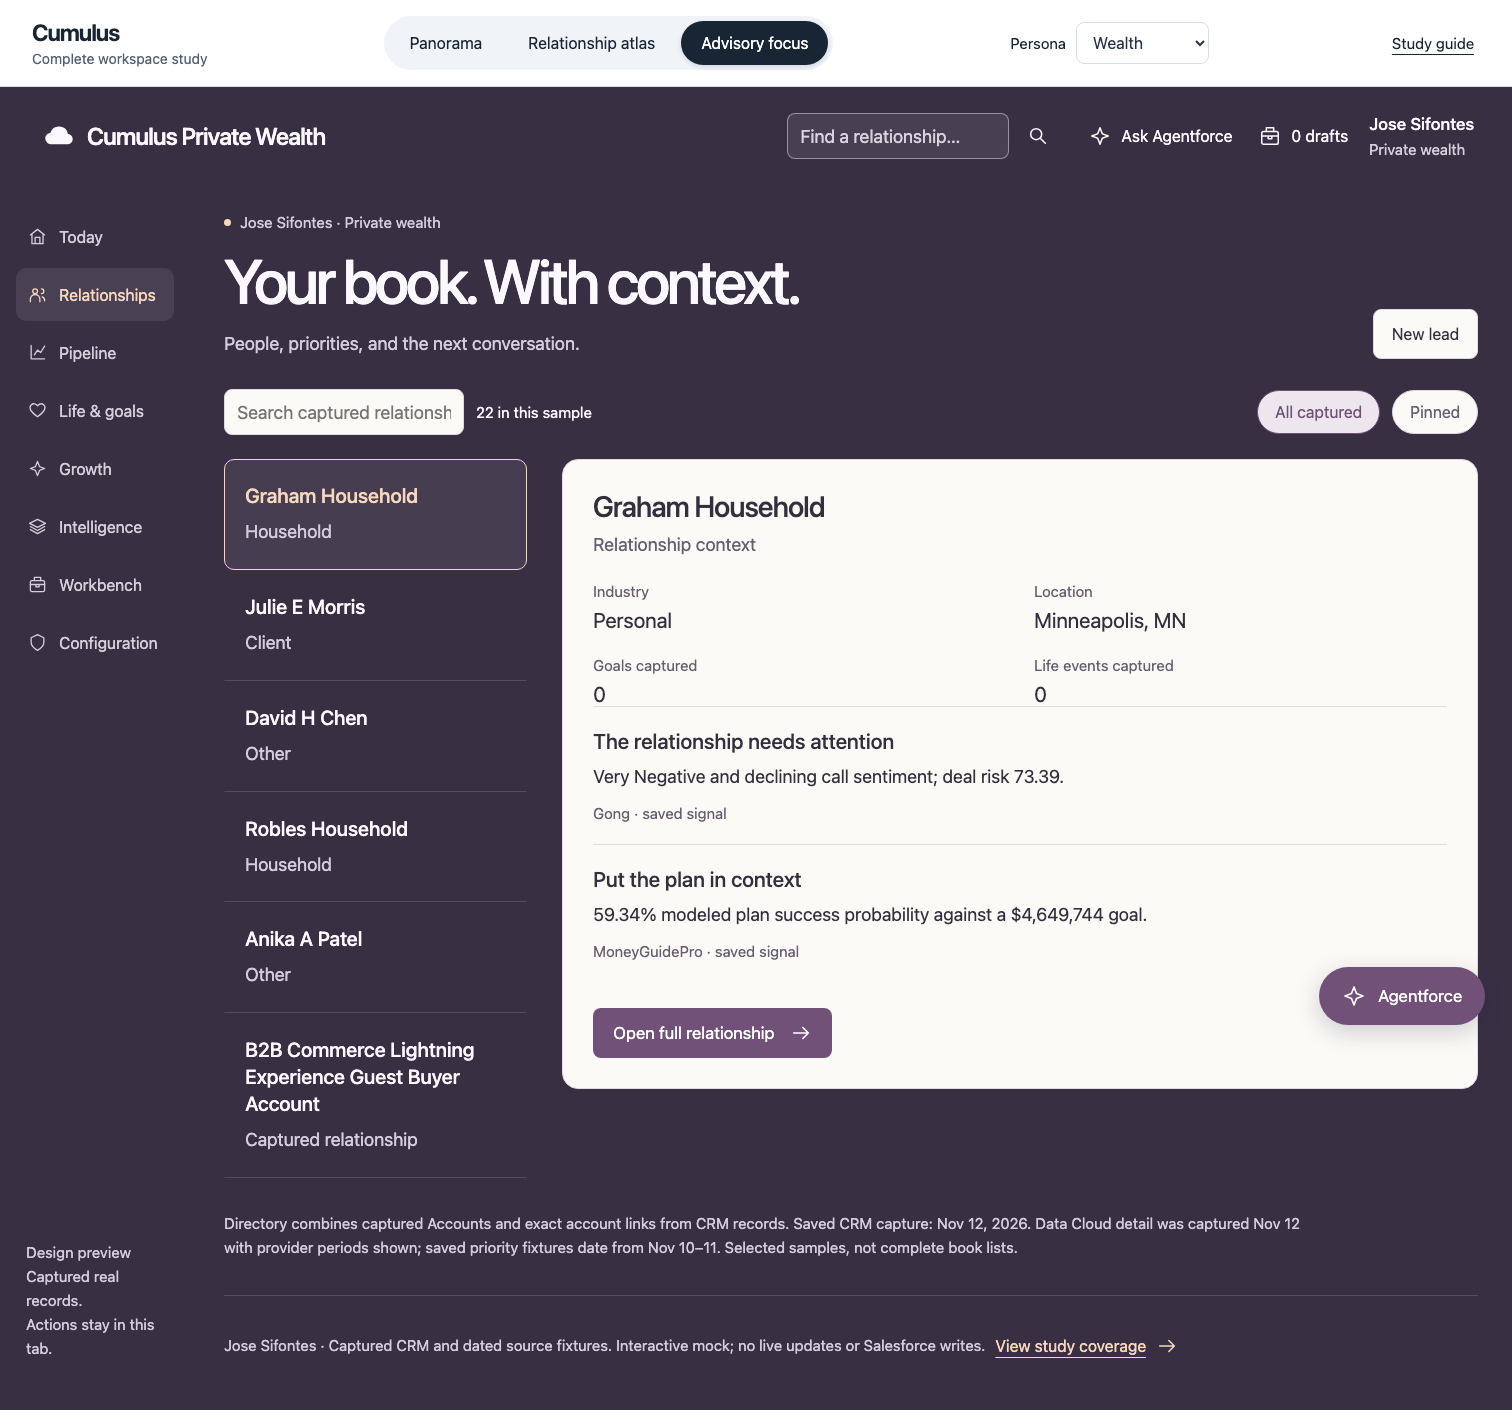 Cumulus
Complete workspace study
Panorama
Relationship atlas
Advisory focus
Persona
Wealth
Study guide
Cumulus Private Wealth
Find a relationship...
Ask Agentforce
0 drafts
Jose Sifontes
Private wealth
Today
Relationships
Pipeline
Life & goals
Growth
Intelligence
Workbench
Configuration
Jose Sifontes · Private wealth
Your book. With context.
People, priorities, and the next conversation.
New lead
Search captured relationsh
22 in this sample
All captured
Pinned
Graham Household
Household
Julie E Morris
Client
David H Chen
Other
Robles Household
Household
Anika A Patel
Other
B2B Commerce Lightning
Experience Guest Buyer
Account
Captured relationship
Graham Household
Relationship context
Industry
Personal
Location
Minneapolis, MN
Goals captured
0
Life events captured
0
The relationship needs attention
Very Negative and declining call sentiment; deal risk 73.39.
Gong · saved signal
Put the plan in context
59.34% modeled plan success probability against a $4,649,744 goal.
MoneyGuidePro · saved signal
Open full relationship
Agentforce
Directory combines captured Accounts and exact account links from CRM records. Saved CRM capture: Nov 12, 2026. Data Cloud detail was captured Nov 12
with provider periods shown; saved priority fixtures date from Nov 10–11. Selected samples, not complete book lists.
Design preview
Captured real
records.
Actions stay in this
tab.
Jose Sifontes · Captured CRM and dated source fixtures. Interactive mock; no live updates or Salesforce writes.
View study coverage